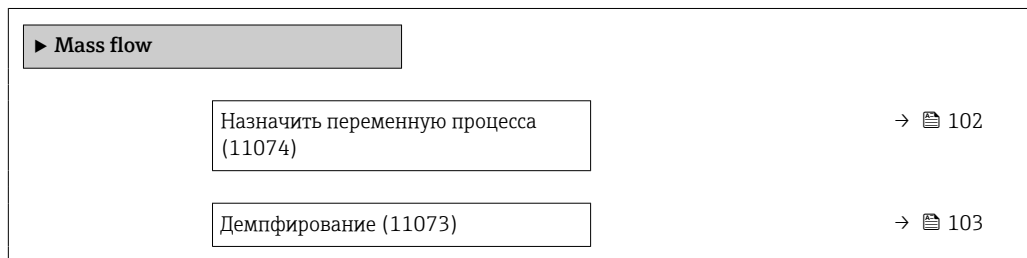 ▶ Mass flow
Назначить переменную процесса → 102
(11074)
Демпфирование (11073) → 103